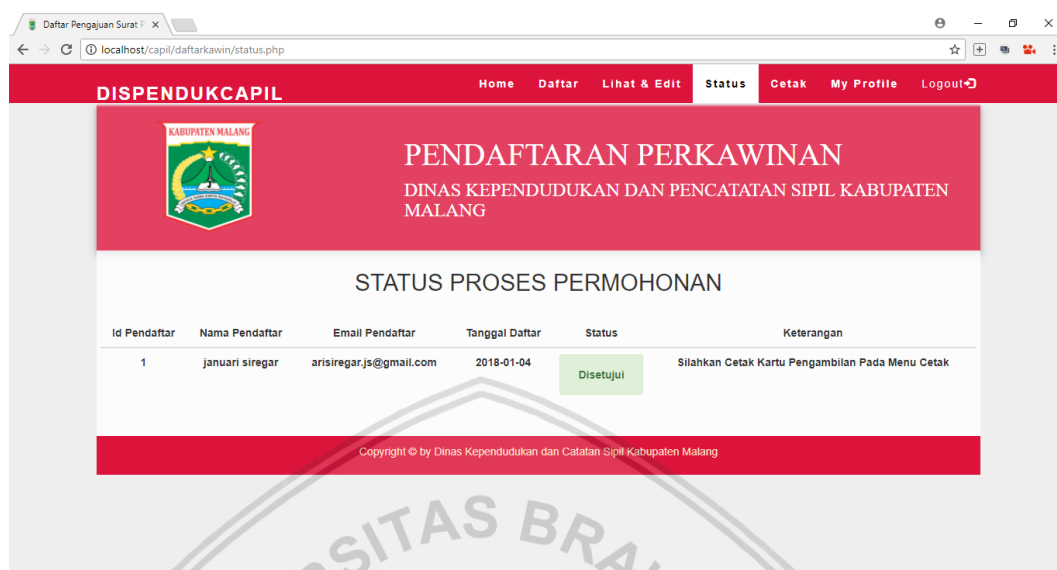 Daftar Pengajuan Surat P
localhost/capil/daftarkawin/status.php
DISPENDUKCAPIL
Home Daftar Lihat & Edit Status Cetak My Profile Logout
KABUPATEN MALANG
PENDAFTARAN PERKAWINAN
DINAS KEPENDUDUKAN DAN PENCATATAN SIPIL KABUPATEN
MALANG
STATUS PROSES PERMOHONAN
Id Pendaftar Nama Pendaftar Email Pendaftar Tanggal Daftar Status Keterangan
1 januari siregar arisiregar.js@gmail.com 2018-01-04 Disetujui Silahkan Cetak Kartu Pengambilan Pada Menu Cetak
Copyright © by Dinas Kependudukan dan Catatan Sipil Kabupaten Malang
SITAS BRA